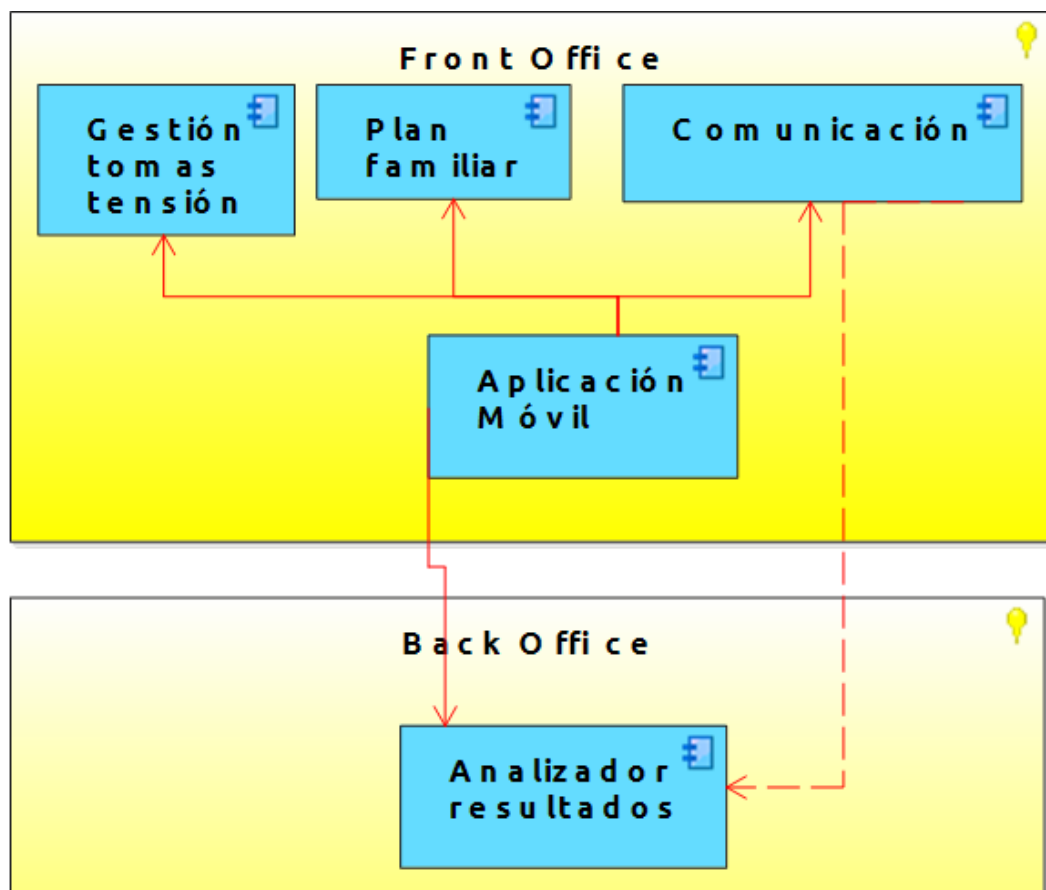 Front Office
Gestión
tomas
tensión
Plan
familiar
Comunicación
Aplicación
Móvil
Back Office
Analizador
resultados